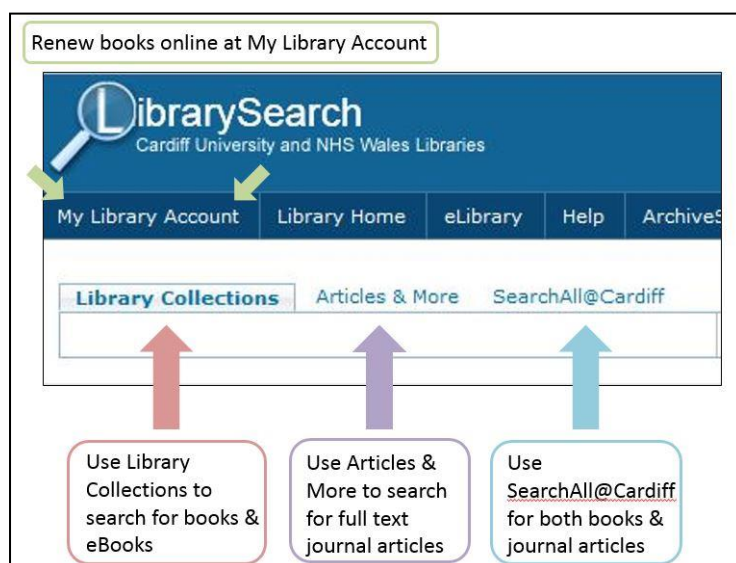 Renew books online at My Library Account
LibrarySearch
Cardiff University and NHS Wales Libraries
My Library Account Library Home eLibrary Help ArchiveS
Library Collections Articles & More SearchAll@Cardiff
Use Library
Collections to
search for books &
eBooks
Use Articles &
More to search
for full text
journal articles
Use
SearchAll@Cardiff
for both books &
journal articles